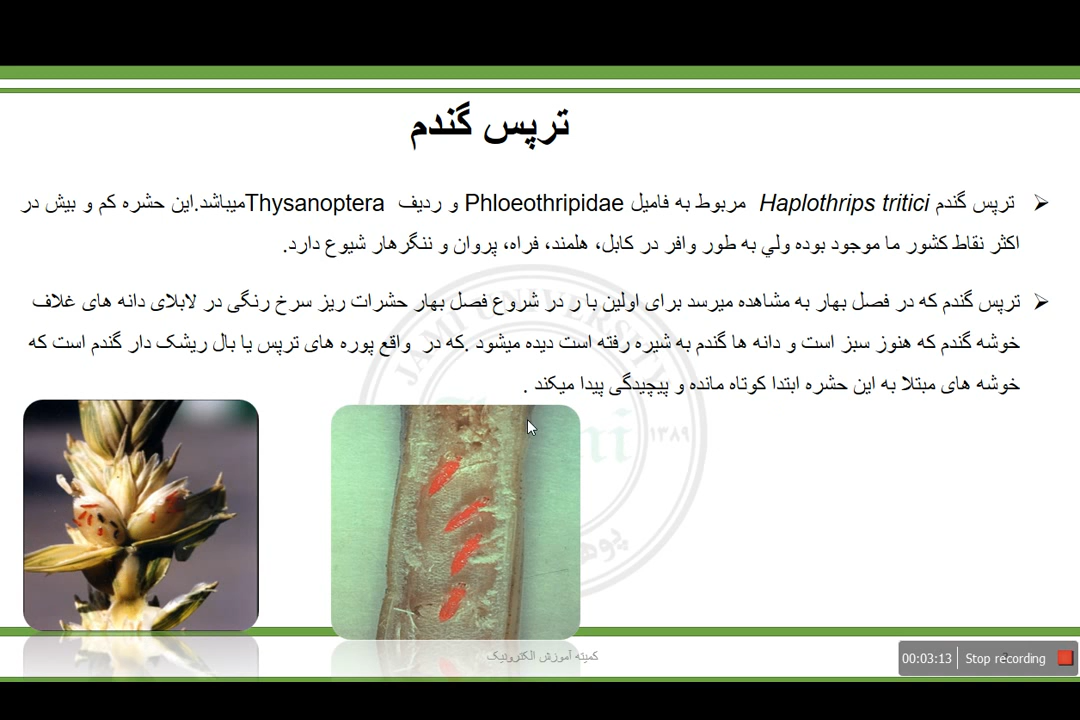 ترپس گندم
ترپس گندم Haplothrips tritici مربوط به فامیل Phloeothripidae و ردیف Thysanopteraمیباشد.این حشره کم و بیش در
اکثر نقاط کشور ما موجود بوده ولي به طور وافر در کابل، هلمند، فراه، پروان و ننگرهار شیوع دارد.
ترپس گندم که در فصل بهار به مشاهده میرسد برای اولین با ر در شروع فصل بهار حشرات ریز سرخ رنگی در لابلای دانه های غلاف
خوشه گندم که هنوز سبز است و دانه ها گندم به شیره رفته است دیده میشود .که در واقع پوره های ترپس یا بال ریشک دار گندم است که
خوشه های مبتلا به این حشره ابتدا کوتاه مانده و پیچیدگی پیدا میکند .
JAMI UNIVERSITY
۱۳۸۹
کمیته آموزش الکترونیک
00:03:13 Stop recording